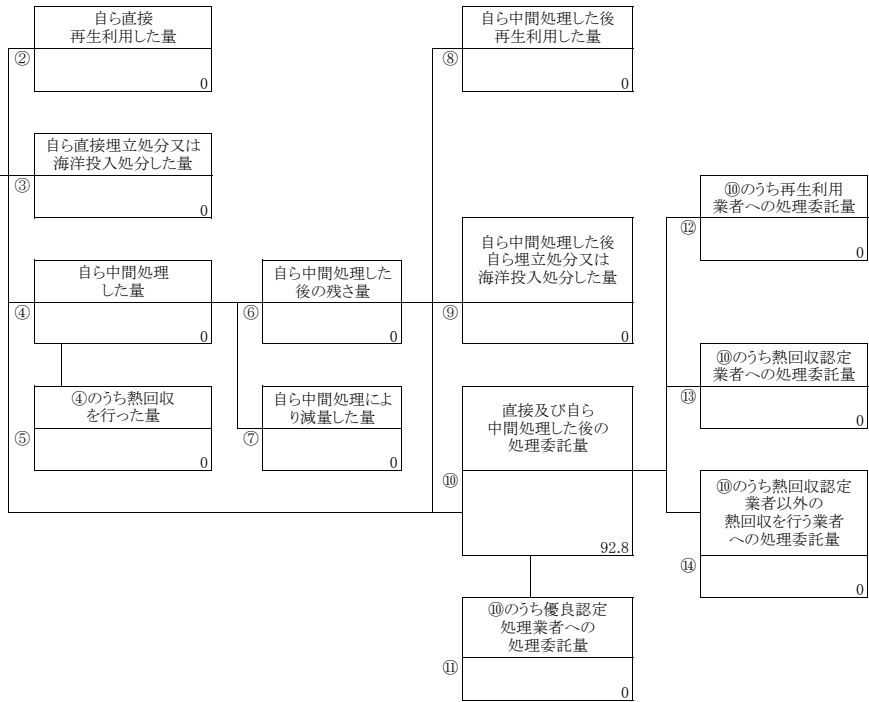 自ら直接
再生利用した量
②
0
自ら中間処理した後
再生利用した量
⑧
0
自ら直接埋立処分又は
海洋投入処分した量
③
0
⑩のうち再生利用
業者への処理委託量
⑫
0
自ら中間処理
した量
④
0
自ら中間処理した
後の残さ量
⑥
0
自ら中間処理した後
自ら埋立処分又は
海洋投入処分した量
⑨
0
⑩のうち熱回収認定
業者への処理委託量
⑬
0
④のうち熱回収
を行った量
⑤
0
自ら中間処理によ
り減量した量
⑦
0
直接及び自ら
中間処理した後の
処理委託量
⑩
92.8
⑩のうち熱回収認定
業者以外の
熱回収を行う業者
への処理委託量
⑭
0
⑩のうち優良認定
処理業者への
処理委託量
⑪
0